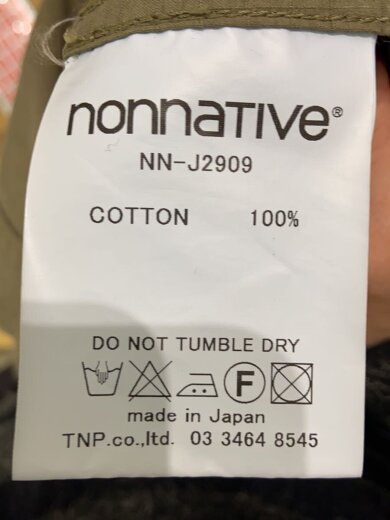 nonnative®
NN-J2909
COTTON 100%
DO NOT TUMBLE DRY
F
made in Japan
TNP.co.,ltd. 03 3464 8545